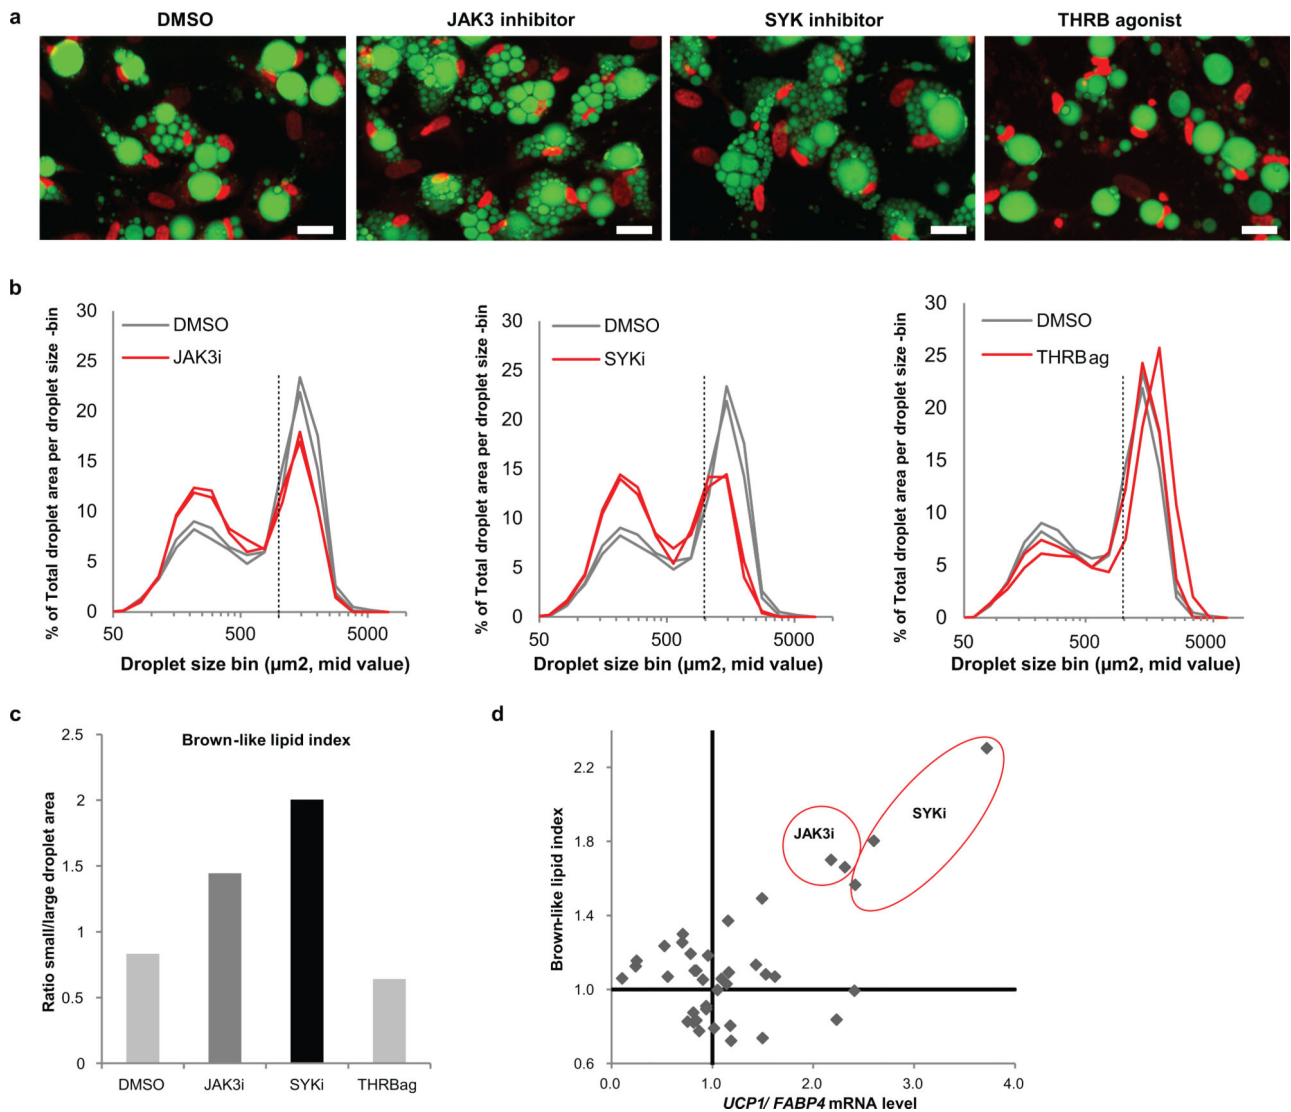 a
DMSO
JAK3 inhibitor
SYK inhibitor
THRB agonist
b
% of Total droplet area per droplet size -bin
30
25
20
15
10
5
0
DMSO
JAK3i
50
500
5000
Droplet size bin (µm2, mid value)
% of Total droplet area per droplet size -bin
30
25
20
15
10
5
0
DMSO
SYKi
50
500
5000
Droplet size bin (µm2, mid value)
% of Total droplet area per droplet size -bin
30
25
20
15
10
5
0
DMSO
THRBag
50
500
5000
Droplet size bin (µm2, mid value)
c
Brown-like lipid index
Ratio small/large droplet area
2.5
2
1.5
1
0.5
0
DMSO
JAK3i
SYKi
THRBag
d
Brown-like lipid index
2.2
1.8
1.4
1.0
0.6
JAK3i
SYKi
0.0
1.0
2.0
3.0
4.0
UCP1/ FABP4 mRNA level